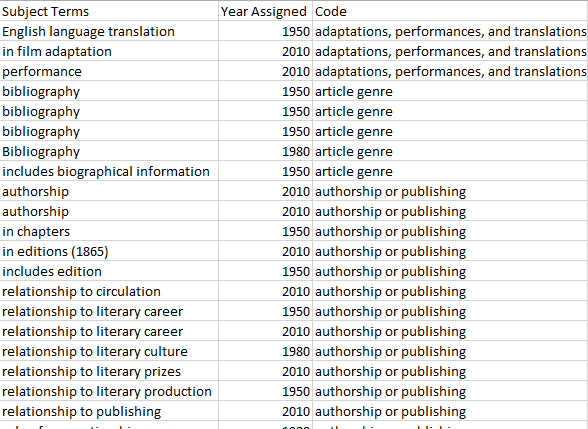 Subject Terms Year Assigned Code
English language translation 1950 adaptations, performances, and translations
in film adaptation 2010 adaptations, performances, and translations
performance 2010 adaptations, performances, and translations
bibliography 1950 article genre
bibliography 1950 article genre
bibliography 1950 article genre
Bibliography 1980 article genre
includes biographical information 1950 article genre
authorship 2010 authorship or publishing
authorship 2010 authorship or publishing
in chapters 1950 authorship or publishing
in editions (1865) 2010 authorship or publishing
includes edition 1950 authorship or publishing
relationship to circulation 2010 authorship or publishing
relationship to literary career 1950 authorship or publishing
relationship to literary career 2010 authorship or publishing
relationship to literary culture 1980 authorship or publishing
relationship to literary prizes 2010 authorship or publishing
relationship to literary production 1950 authorship or publishing
relationship to publishing 2010 authorship or publishing